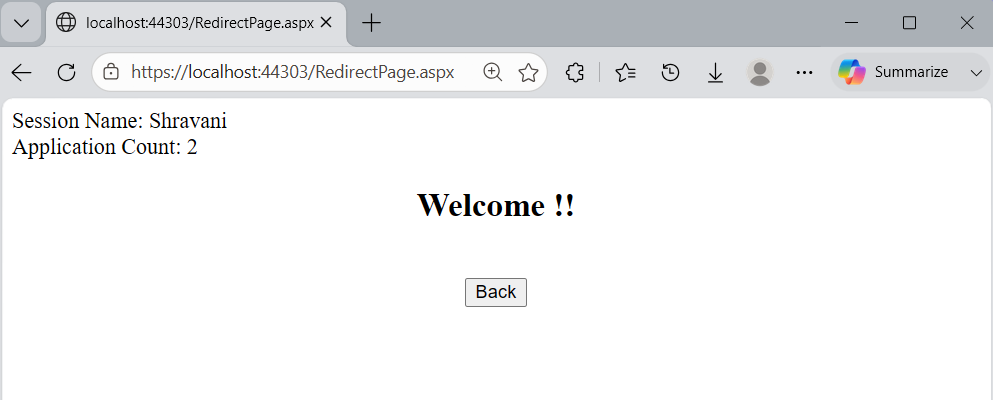 localhost:44303/RedirectPage.aspx
https://localhost:44303/RedirectPage.aspx
Summarize
Session Name: Shravani
Application Count: 2
Welcome !!
Back